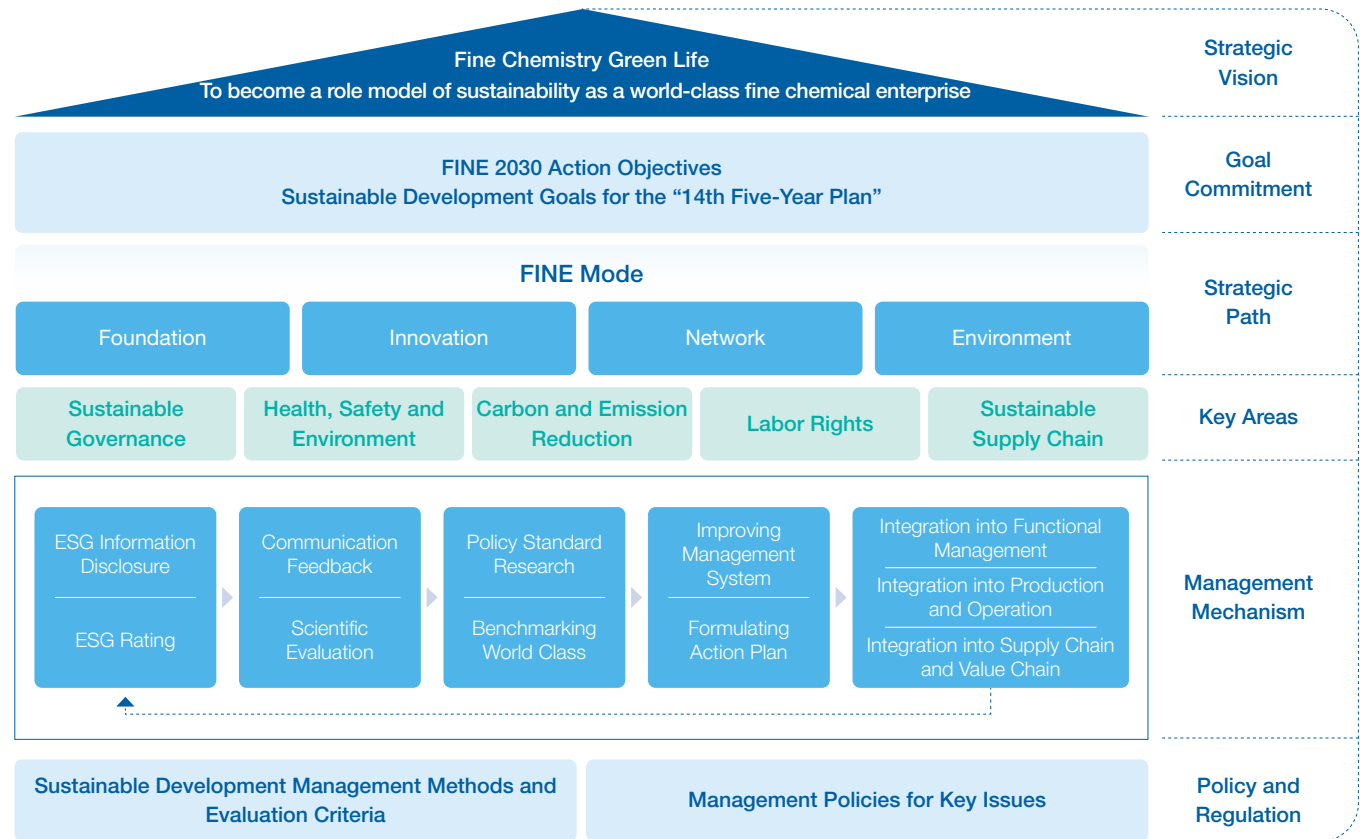 Fine Chemistry Green Life
To become a role model of sustainability as a world-class fine chemical enterprise
Strategic
Vision
FINE 2030 Action Objectives
Sustainable Development Goals for the “14th Five-Year Plan”
Goal
Commitment
FINE Mode
Foundation
Innovation
Network
Environment
Strategic
Path
Sustainable
Governance
Health, Safety and
Environment
Carbon and Emission
Reduction
Labor Rights
Sustainable
Supply Chain
Key Areas
ESG Information
Disclosure
ESG Rating
Communication
Feedback
Scientific
Evaluation
Policy Standard
Research
Benchmarking
World Class
Improving
Management
System
Formulating
Action Plan
Integration into Functional
Management
Integration into Production
and Operation
Integration into Supply Chain
and Value Chain
Management
Mechanism
Sustainable Development Management Methods and
Evaluation Criteria
Management Policies for Key Issues
Policy and
Regulation